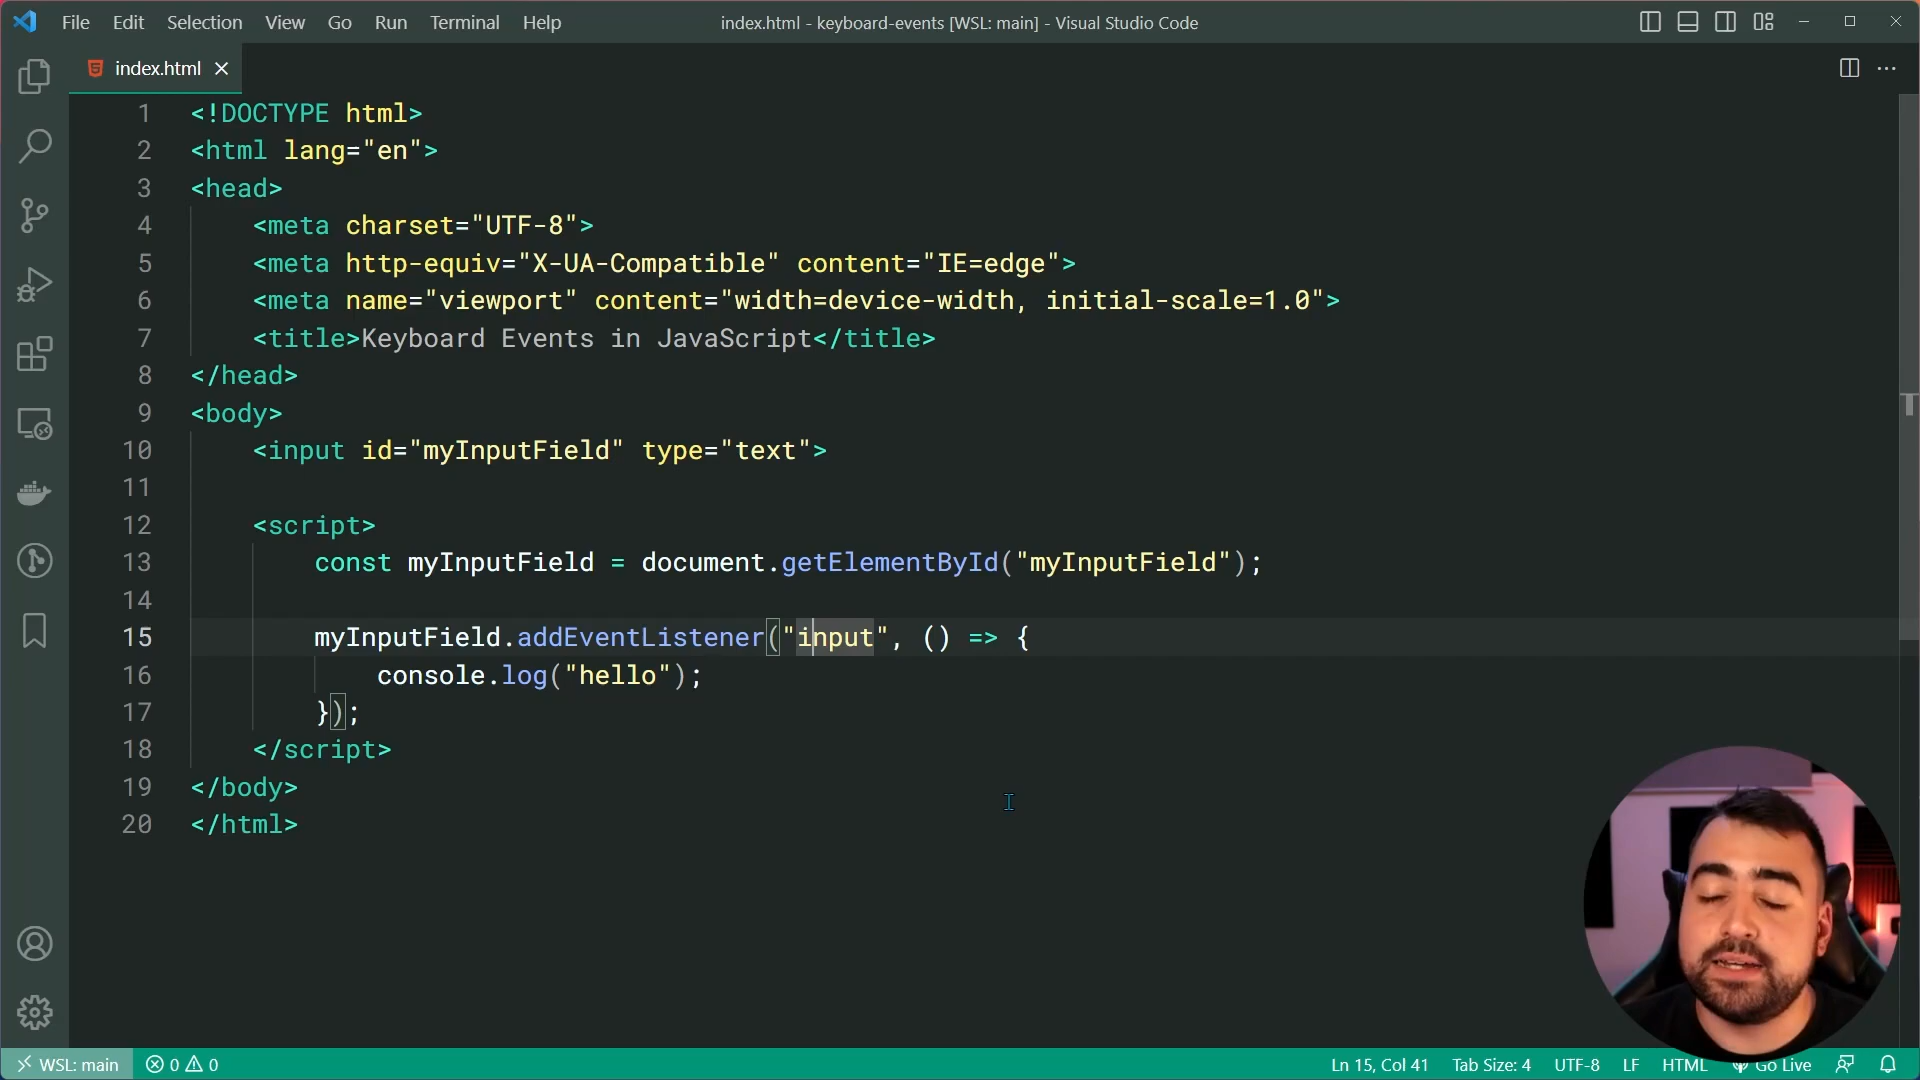 File Edit Selection View Go Run Terminal Help
index.html - keyboard-events [WSL: main] - Visual Studio Code
index.html
1 <!DOCTYPE html>
2 <html lang="en">
3 <head>
4 <meta charset="UTF-8">
5 <meta http-equiv="X-UA-Compatible" content="IE=edge">
6 <meta name="viewport" content="width=device-width, initial-scale=1.0">
7 <title>Keyboard Events in JavaScript</title>
8 </head>
9 <body>
10 <input id="myInputField" type="text">
11
12 <script>
13 const myInputField = document.getElementById("myInputField");
14
15 myInputField.addEventListener("input", () => {
16 console.log("hello");
17 });
18 </script>
19 </body>
20 </html>
WSL: main 0 0 Ln 15, Col 41 Tab Size: 4 UTF-8 LF HTML Go Live